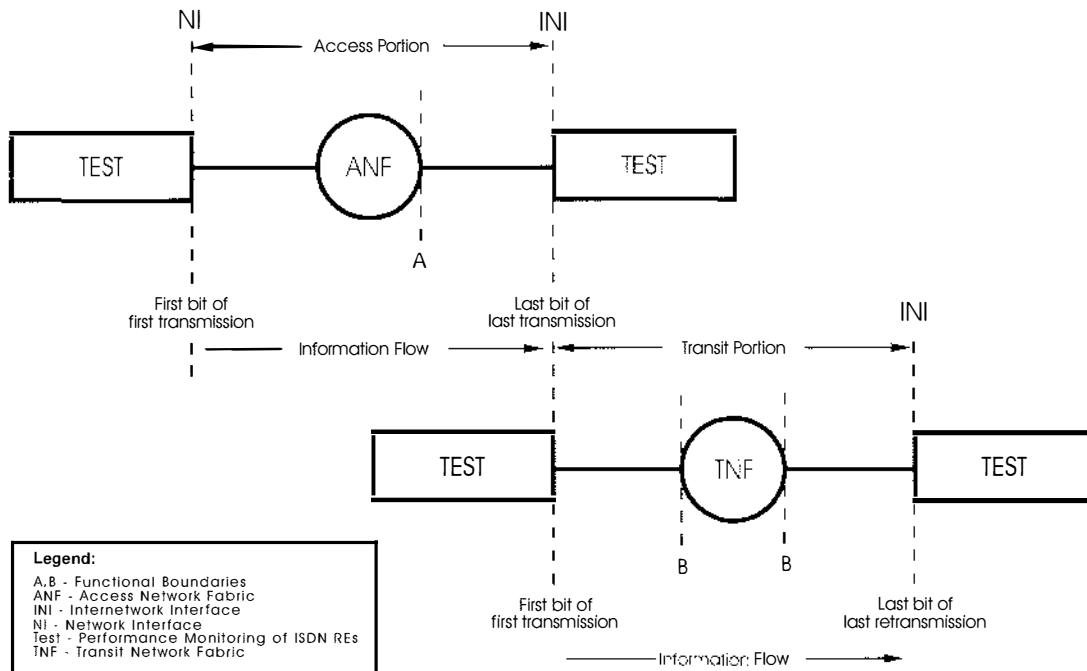 NI
INI
Access Portion
TEST
ANF
TEST
A
First bit of
first transmission
Last bit of
last transmission
INI
Information Flow
Transit Portion
TEST
TNF
TEST
B
B
First bit of
first transmission
Last bit of
last retransmission
Information Flow
Legend:
A,B - Functional Boundaries
ANF - Access Network Fabric
INI - Internetwork Interface
NI - Network Interface
Test - Performance Monitoring of ISDN REs
TNF - Transit Network Fabric